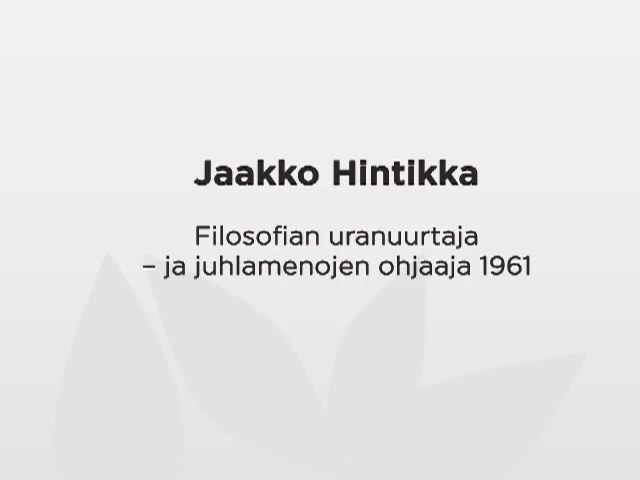 Jaakko Hintikka
Filosofian uranuurtaja
– ja juhlamenojen ohjaaja 1961